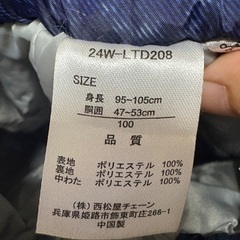 24W-LTD208
SIZE
身長 95~105cm
胴囲 47~53cm
100
品質
表地 ポリエステル 100%
裏地 ポリエステル 100%
中わた ポリエステル 100%
(株)西松屋チェーン
兵庫県姫路市飾東町庄266-1
中国製